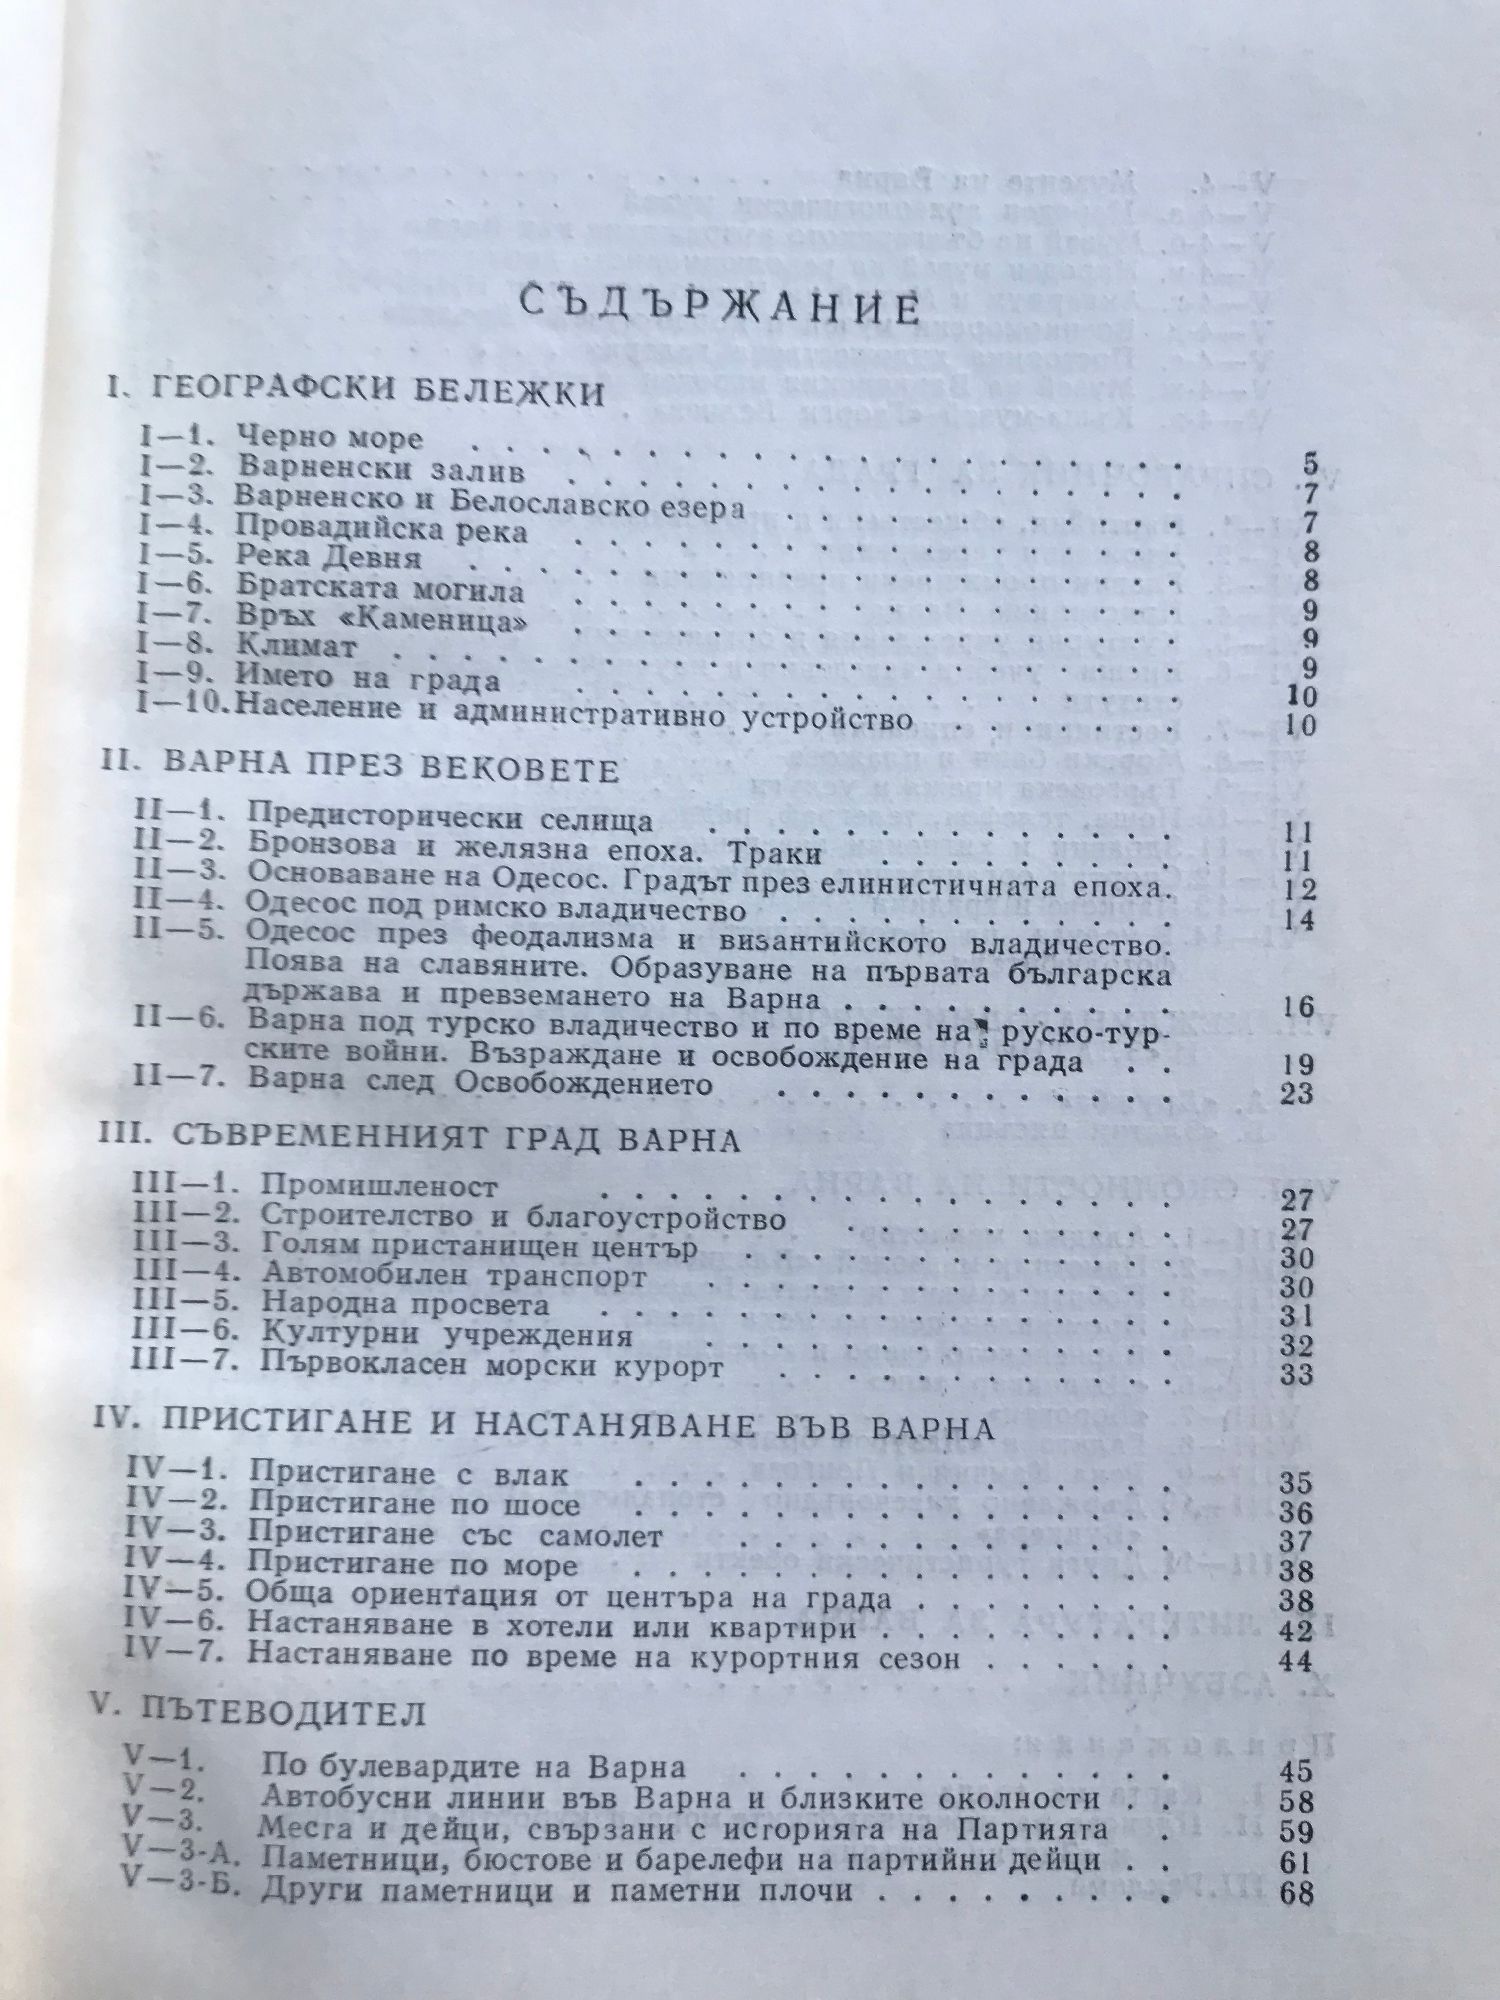 СЪДЪРЖАНИЕ
I. ГЕОГРАФСКИ БЕЛЕЖКИ
I—1. Черно море . . . . . . . . . . . . . . . . . . . . 5
I—2. Варненски залив . . . . . . . . . . . . . . . . . 7
I—3. Варненско и Белославско езера . . . . . . . . . . . 7
I—4. Провадийска река . . . . . . . . . . . . . . . . . 8
I—5. Река Девня . . . . . . . . . . . . . . . . . . . . 8
I—6. Братската могила . . . . . . . . . . . . . . . . . 9
I—7. Връх «Каменица» . . . . . . . . . . . . . . . . . 9
I—8. Климат . . . . . . . . . . . . . . . . . . . . . . 9
I—9. Името на града . . . . . . . . . . . . . . . . . 10
I—10. Население и административно устройство . . . . . . . 10
II. ВАРНА ПРЕЗ ВЕКОВЕТЕ
II—1. Предисторически селища . . . . . . . . . . . . . . 11
II—2. Бронзова и желязна епоха. Траки . . . . . . . . . 11
II—3. Основаване на Одесос. Градът през елинистичната епоха. 12
II—4. Одесос под римско владичество . . . . . . . . . . . . 14
II—5. Одесос през феодализма и византийското владичество.
Поява на славяните. Образуване на първата българска
държава и превземането на Варна . . . . . . . . . . 16
II—6. Варна под турско владичество и по време на руско-тур-
ските войни. Възраждане и освобождение на града . . 19
II—7. Варна след Освобождението . . . . . . . . . . . . 23
III. СЪВРЕМЕННИЯТ ГРАД ВАРНА
III—1. Промишленост . . . . . . . . . . . . . . . . . 27
III—2. Строителство и благоустройство . . . . . . . . . . 27
III—3. Голям пристанищен център . . . . . . . . . . . . . 30
III—4. Автомобилен транспорт . . . . . . . . . . . . . . 30
III—5. Народна просвета . . . . . . . . . . . . . . . . . 31
III—6. Културни учреждения . . . . . . . . . . . . . . 32
III—7. Първокласен морски курорт . . . . . . . . . . . . 33
IV. ПРИСТИГАНЕ И НАСТАНЯВАНЕ ВЪВ ВАРНА
IV—1. Пристигане с влак . . . . . . . . . . . . . . . . 35
IV—2. Пристигане по шосе . . . . . . . . . . . . . . . . 36
IV—3. Пристигане със самолет . . . . . . . . . . . . . 37
IV—4. Пристигане по море . . . . . . . . . . . . . . . . 38
IV—5. Обща ориентация от центъра на града . . . . . . . . 38
IV—6. Настаняване в хотели или квартири . . . . . . . . . 42
IV—7. Настаняване по време на курортния сезон . . . . . . 44
V. ПЪТЕВОДИТЕЛ
V—1. По булевардите на Варна . . . . . . . . . . . . . 45
V—2. Автобусни линии във Варна и близките околности . . 58
V—3. Места и дейци, свързани с историята на Партията . 59
V—3-А. Паметници, бюстове и барелефи на партийни дейци . . 61
V—3-Б. Други паметници и паметни плочи . . . . . . . . . 68